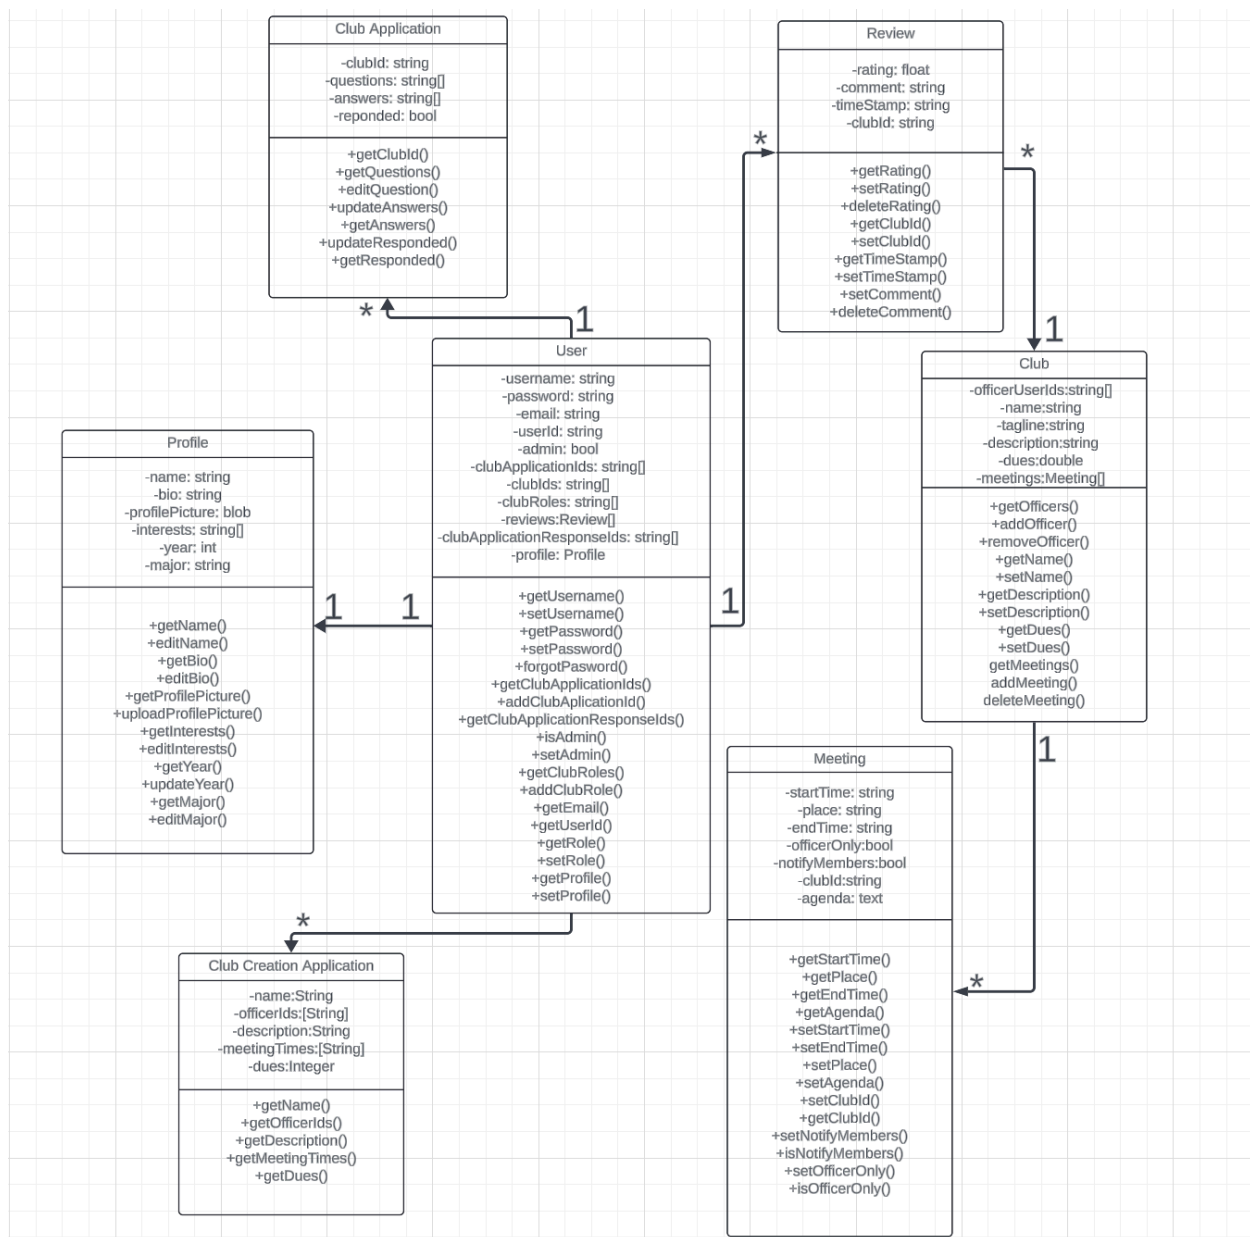 Club Application
-clubId: string
-questions: string[]
-answers: string[]
-reponded: bool
+getClubId()
+getQuestions()
+editQuestion()
+updateAnswers()
+getAnswers()
+updateResponded()
+getResponded()
*
1
Review
-rating: float
-comment: string
-timeStamp: string
-clubId: string
+getRating()
+setRating()
+deleteRating()
+getClubId()
+setClubId()
+getTimeStamp()
+setTimeStamp()
+setComment()
+deleteComment()
*
*
1
User
-username: string
-password: string
-email: string
-userId: string
-admin: bool
-clubApplicationIds: string[]
-clubIds: string[]
-clubRoles: string[]
-reviews:Review[]
-clubApplicationResponseIds: string[]
-profile: Profile
+getUsername()
+setUsername()
+getPassword()
+setPassword()
+forgotPasword()
+getClubApplicationIds()
+addClubAplicationId()
+getClubApplicationResponseIds()
+isAdmin()
+setAdmin()
+getClubRoles()
+addClubRole()
+getEmail()
+getUserId()
+getRole()
+setRole()
+getProfile()
+setProfile()
1
1
1
Profile
-name: string
-bio: string
-profilePicture: blob
-interests: string[]
-year: int
-major: string
+getName()
+editName()
+getBio()
+editBio()
+getProfilePicture()
+uploadProfilePicture()
+getInterests()
+editInterests()
+getYear()
+updateYear()
+getMajor()
+editMajor()
Club
-officerUserIds:string[]
-name:string
-tagline:string
-description:string
-dues:double
-meetings:Meeting[]
+getOfficers()
+addOfficer()
+removeOfficer()
+getName()
+setName()
+getDescription()
+setDescription()
+getDues()
+setDues()
getMeetings()
addMeeting()
deleteMeeting()
1
Meeting
-startTime: string
-place: string
-endTime: string
-officerOnly:bool
-notifyMembers:bool
-clubId:string
-agenda: text
+getStartTime()
+getPlace()
+getEndTime()
+getAgenda()
+setStartTime()
+setEndTime()
+setPlace()
+setAgenda()
+setClubId()
+getClubId()
+setNotifyMembers()
+isNotifyMembers()
+setOfficerOnly()
+isOfficerOnly()
*
*
Club Creation Application
-name:String
-officerIds:[String]
-description:String
-meetingTimes:[String]
-dues:Integer
+getName()
+getOfficerIds()
+getDescription()
+getMeetingTimes()
+getDues()